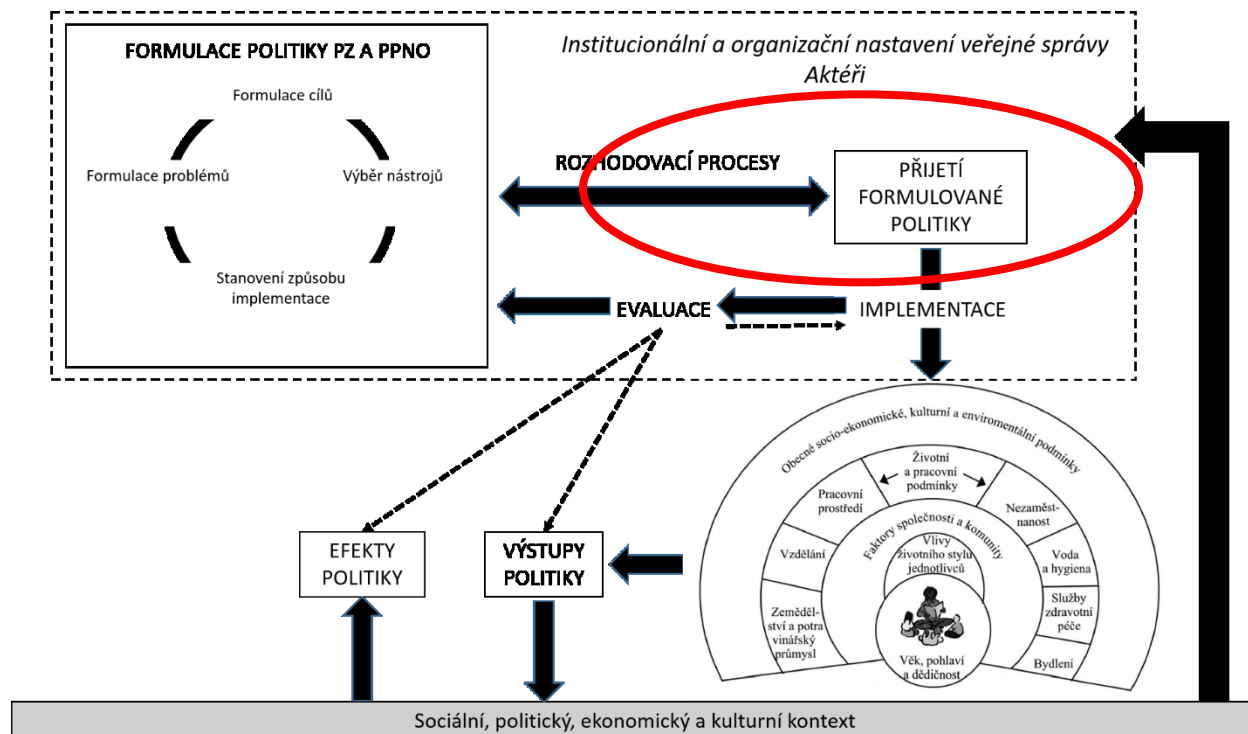 FORMULACE POLITIKY PZ A PPNO
Formulace cílů
Formulace problémů
Výběr nástrojů
Stanovení způsobu
implementace
Institucionální a organizační nastavení veřejné správy
Aktéři
ROZHODOVACÍ PROCESY
PŘIJETÍ
FORMULOVANÉ
POLITIKY
EVALUACE
IMPLEMENTACE
EFEKTY
POLITIKY
VÝSTUPY
POLITIKY
Obecné socio-ekonomické, kulturní a enviromentální podmínky
Životní
a pracovní
podmínky
Pracovní
prostředí
Nezaměst-
nanost
Vzdělání
Voda
a hygiena
Zeměděl-
ství a potra
vinářský
průmysl
Služby
zdravotní
péče
Bydlení
Faktory společnosti a komunity
Vlivy
životního stylu
jednotlivců
Věk, pohlaví
a dědičnost
Sociální, politický, ekonomický a kulturní kontext